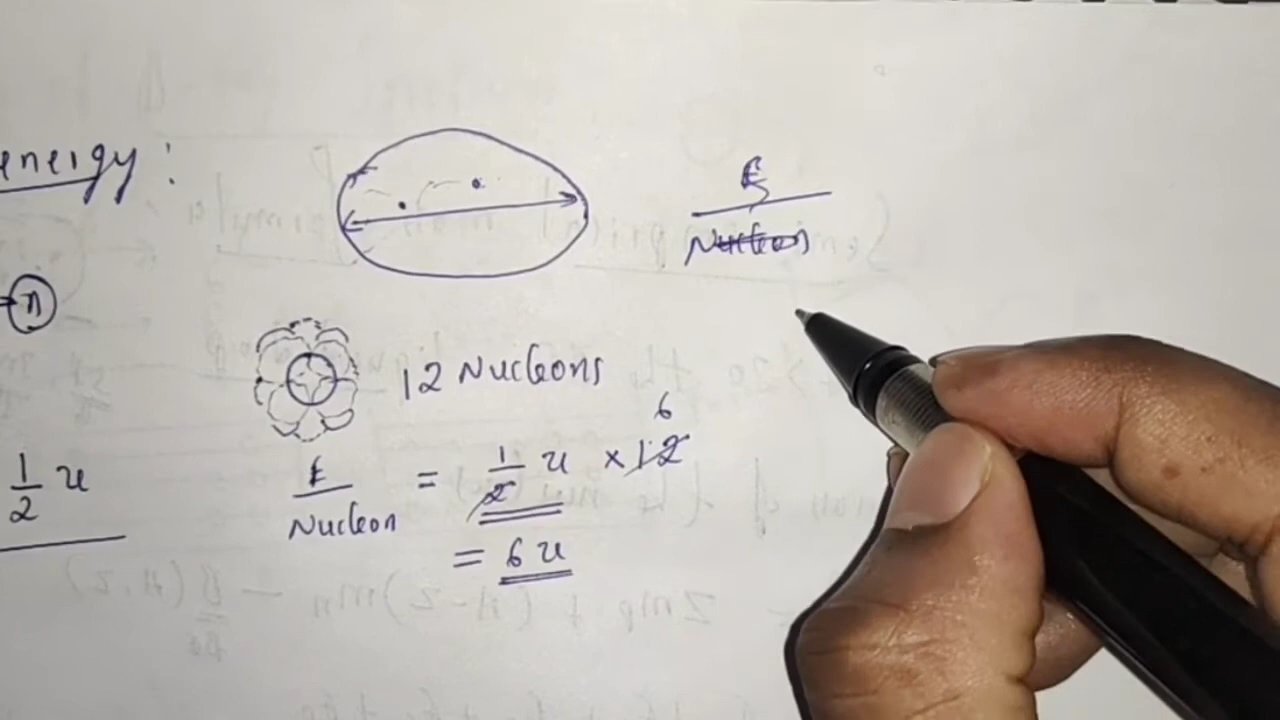 energy:
E
Nucleon
n
12 Nucleons
1/2 u
E/Nucleon = 1/2 u × 12 6
= 6 u